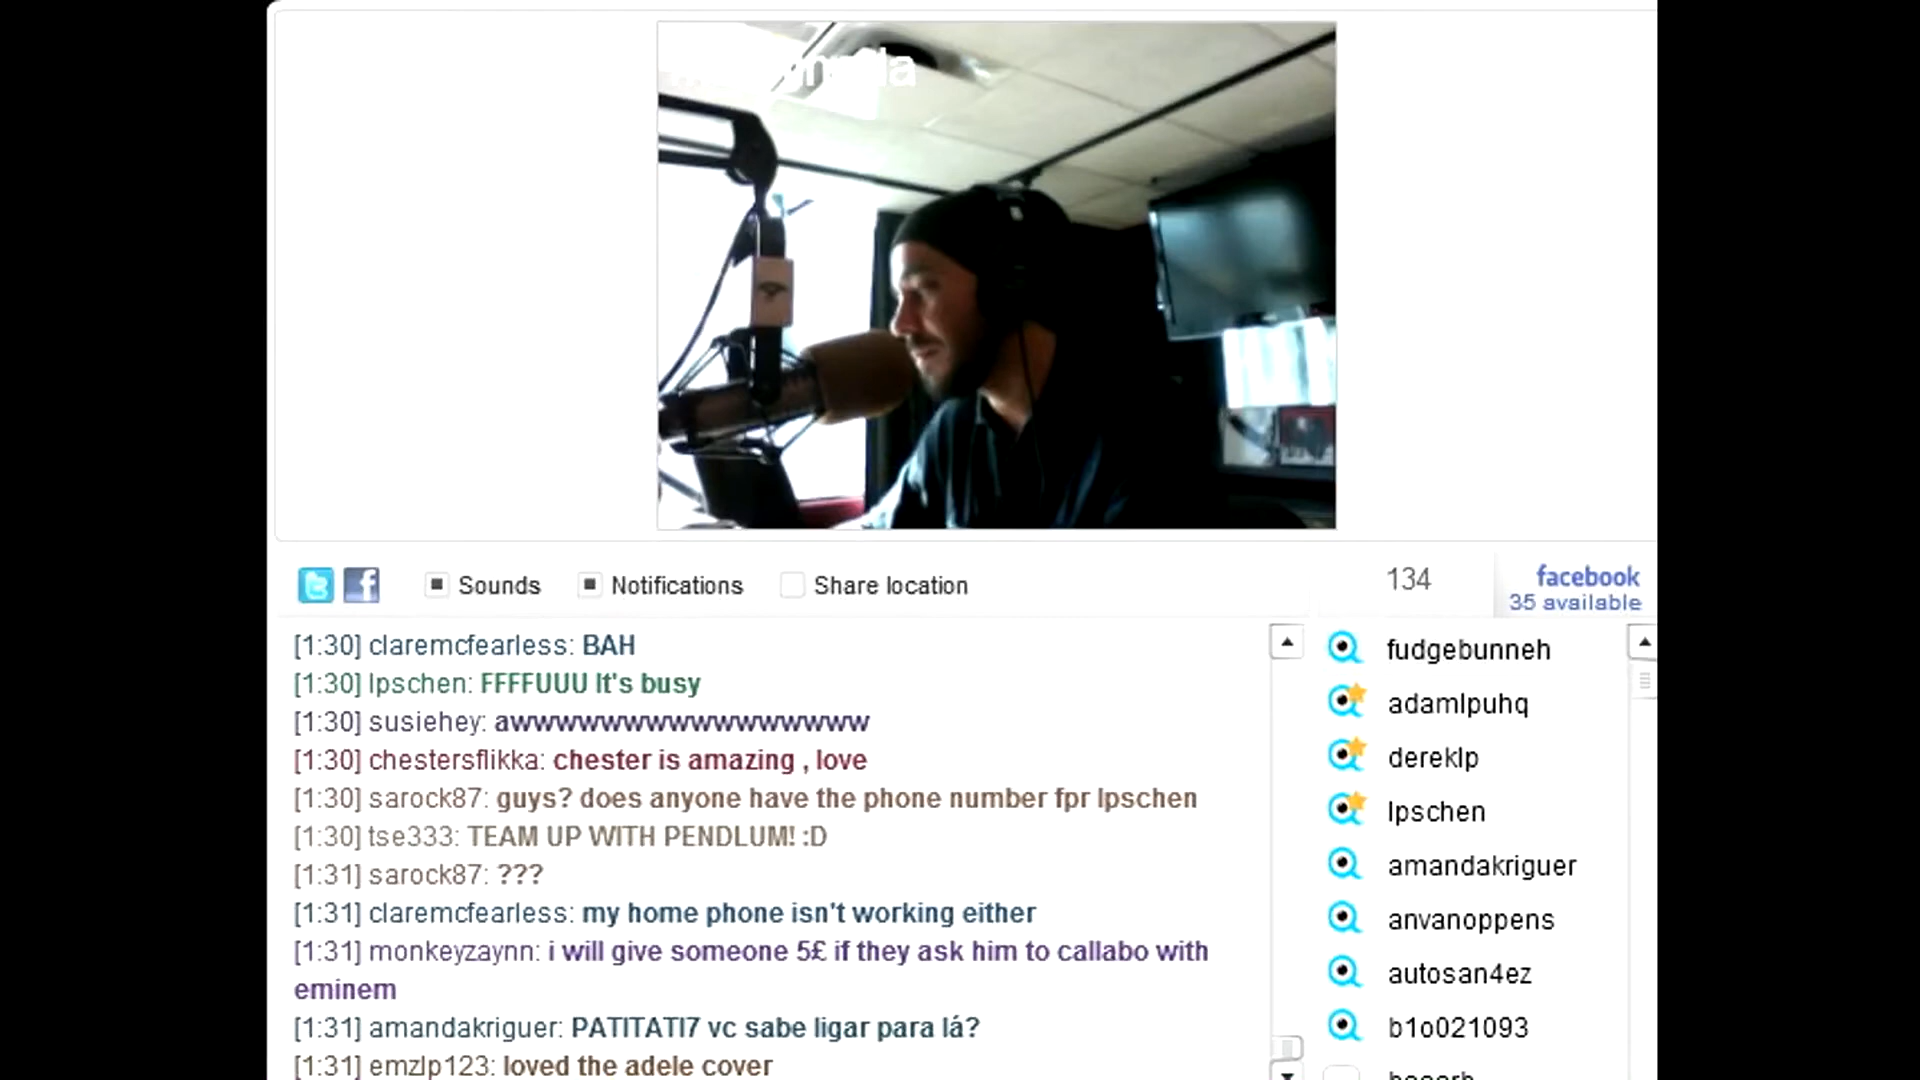 Sounds
Notifications
Share location
134
facebook
35 available
[1:30] claremcfearless: BAH
[1:30] lpschen: FFFFUUU It's busy
[1:30] susiehey: awwwwwwwwwwwwwwww
[1:30] chestersflikka: chester is amazing , love
[1:30] sarock87: guys? does anyone have the phone number fpr lpschen
[1:30] tse333: TEAM UP WITH PENDLUM! :D
[1:31] sarock87: ???
[1:31] claremcfearless: my home phone isn't working either
[1:31] monkeyzaynn: i will give someone 5£ if they ask him to callabo with
eminem
[1:31] amandakriguer: PATITATI7 vc sabe ligar para lá?
[1:31] emzlp123: loved the adele cover
fudgebunneh
adamlpuhq
dereklp
lpschen
amandakriguer
anvanoppens
autosan4ez
b1o021093